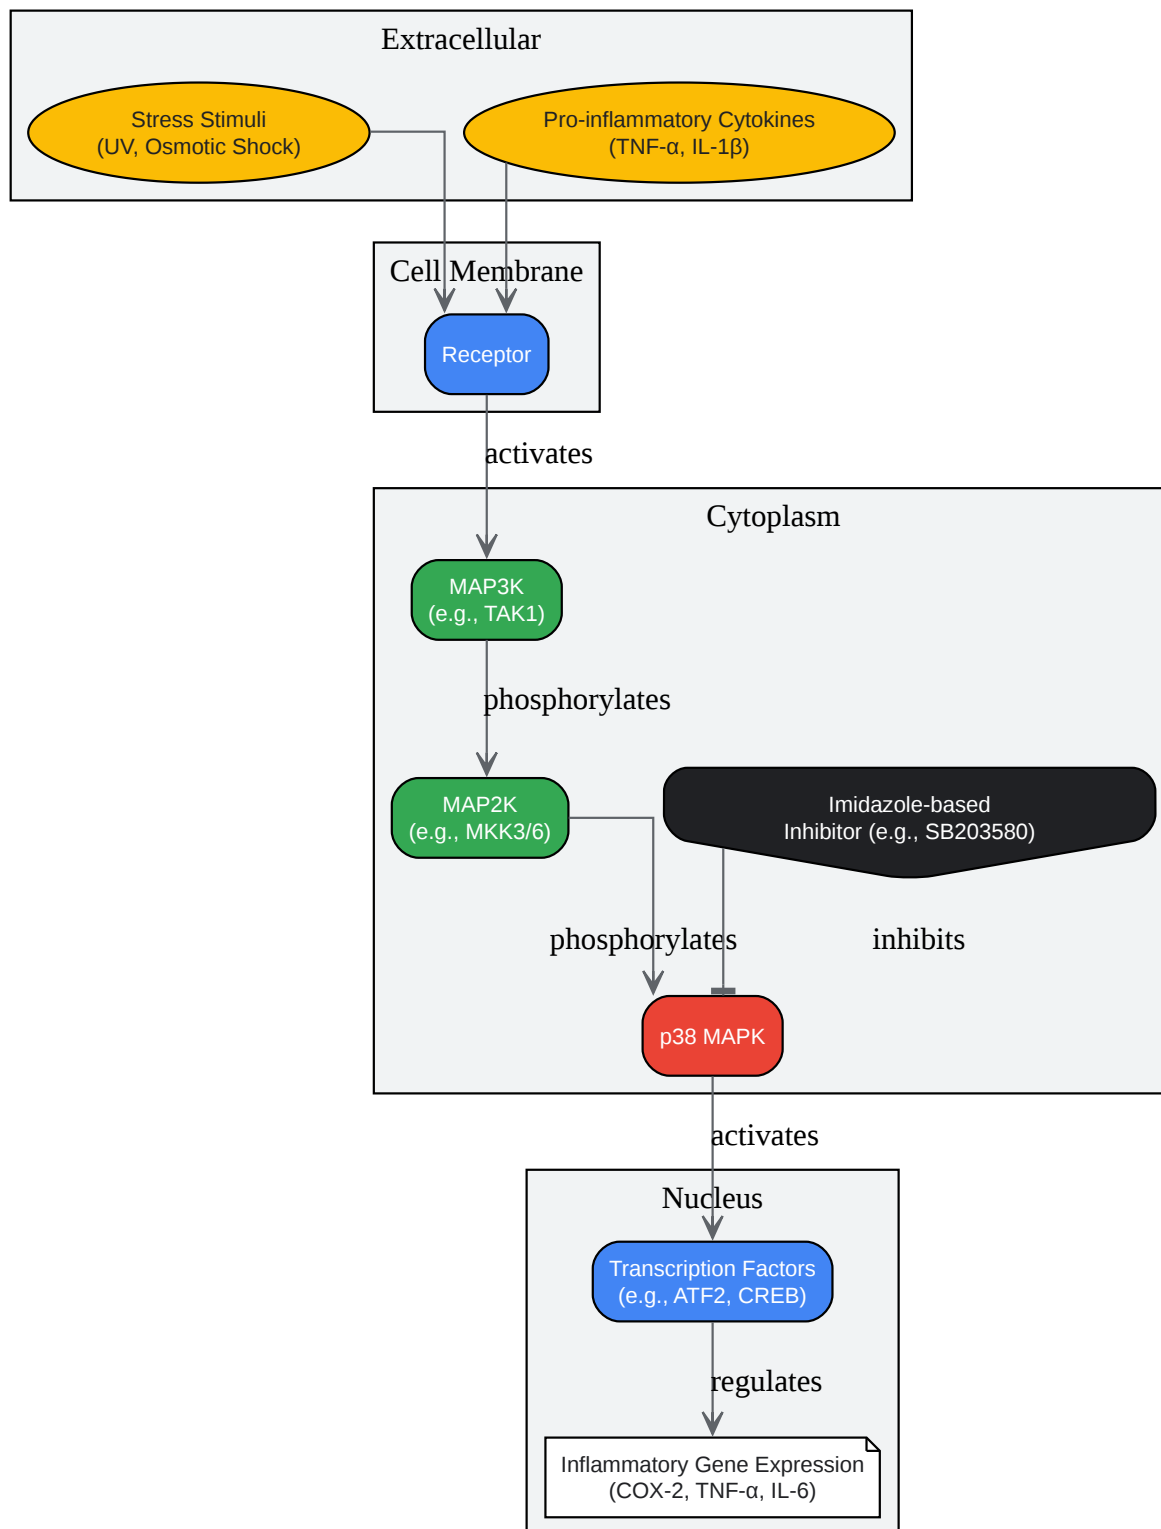 Extracellular
Stress Stimuli
(UV, Osmotic Shock)
Pro-inflammatory Cytokines
(TNF-α, IL-1β)
Cell Membrane
Receptor
activates
Cytoplasm
MAP3K
(e.g., TAK1)
phosphorylates
MAP2K
(e.g., MKK3/6)
Imidazole-based
Inhibitor (e.g., SB203580)
phosphorylates
inhibits
p38 MAPK
activates
Nucleus
Transcription Factors
(e.g., ATF2, CREB)
regulates
Inflammatory Gene Expression
(COX-2, TNF-α, IL-6)